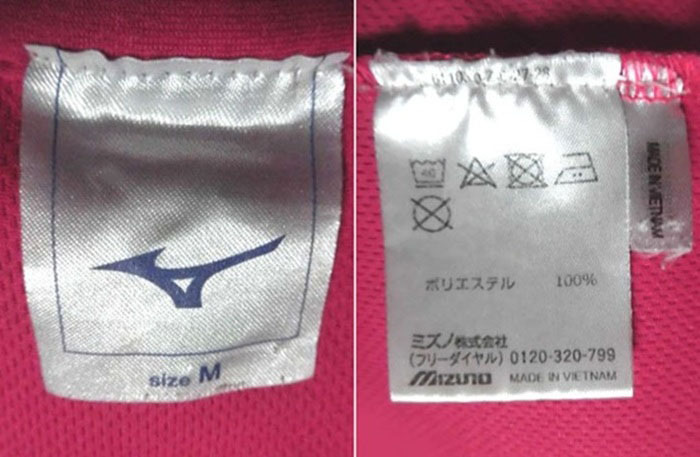 size M
MADE IN VIETNAM
40
ポリエステル 100%
ミズノ株式会社
(フリーダイヤル) 0120-320-799
MIZUNO MADE IN VIETNAM